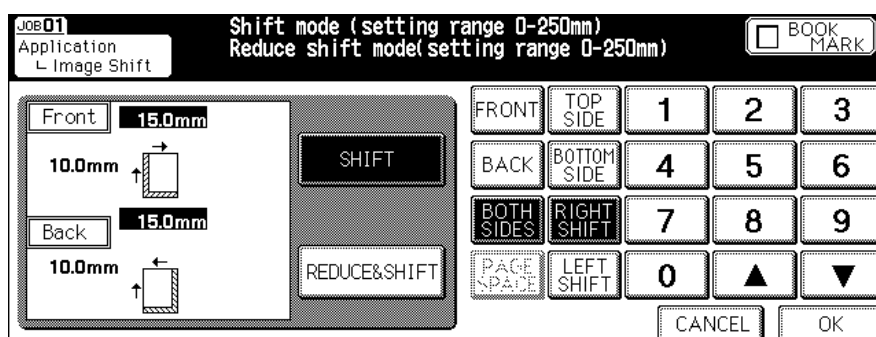 JOB01
Application
Image Shift
Shift mode (setting range 0-250mm)
Reduce shift mode(setting range 0-250mm)
BOOK
MARK
Front
15.0mm
10.0mm
Back
15.0mm
10.0mm
SHIFT
REDUCE&SHIFT
FRONT
TOP
SIDE
1
2
3
BACK
BOTTOM
SIDE
4
5
6
BOTH
SIDES
RIGHT
SHIFT
7
8
9
PAGE
SPACE
LEFT
SHIFT
0
▲
▼
CANCEL
OK